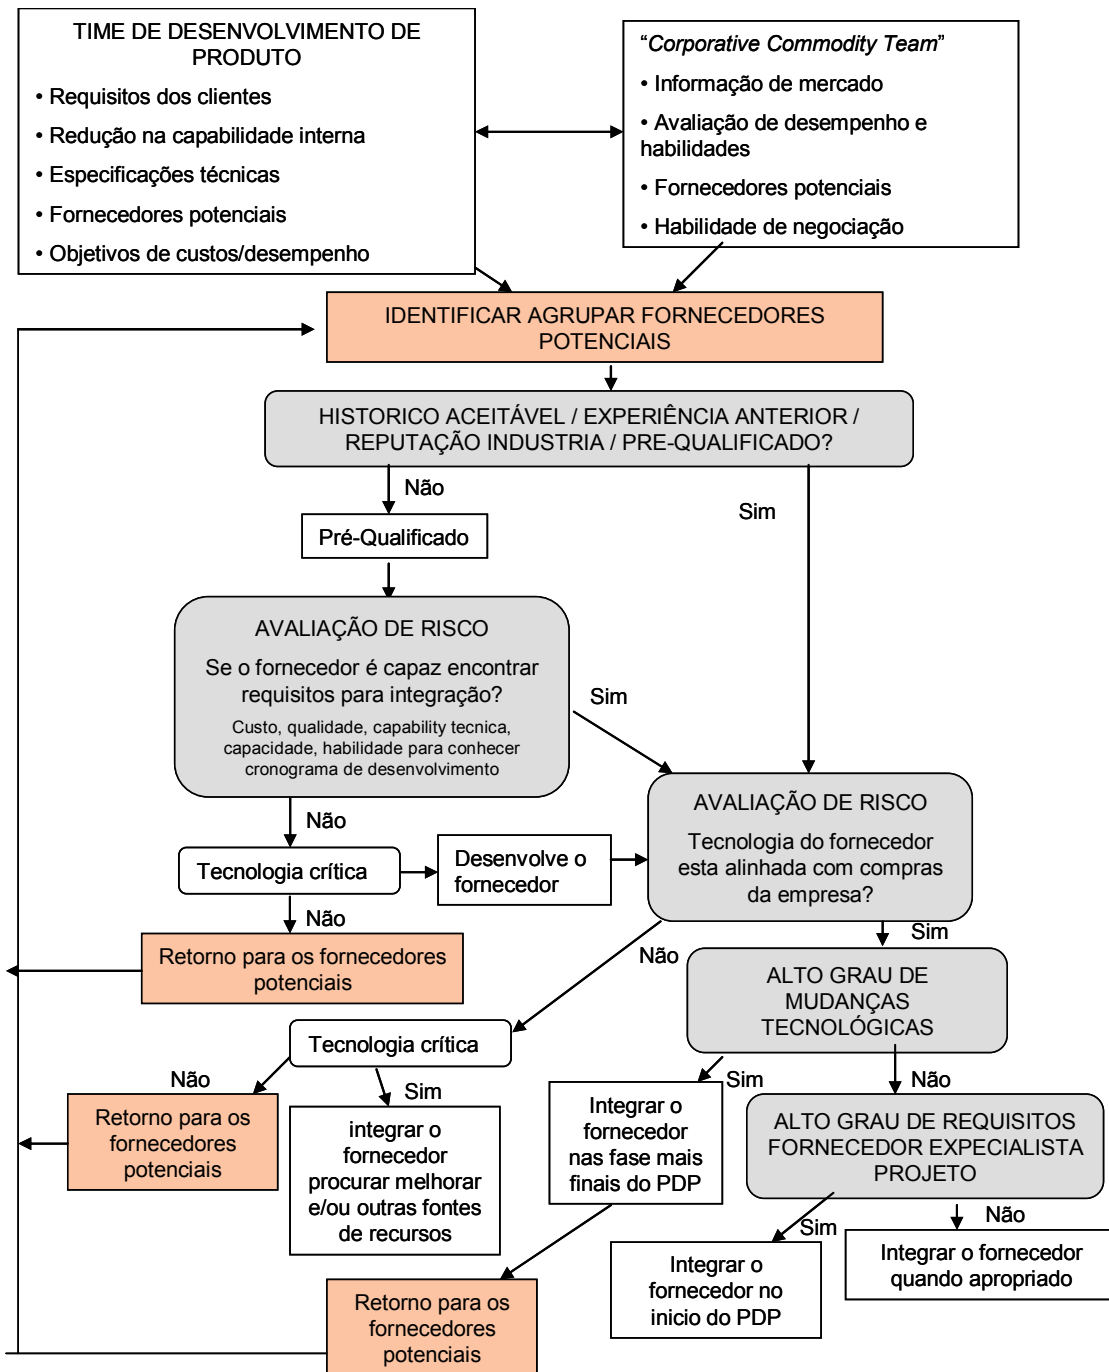 TIME DE DESENVOLVIMENTO DE
PRODUTO
• Requisitos dos clientes
• Redução na capabilidade interna
• Especificações técnicas
• Fornecedores potenciais
• Objetivos de custos/desempenho
“Corporative Commodity Team”
• Informação de mercado
• Avaliação de desempenho e
habilidades
• Fornecedores potenciais
• Habilidade de negociação
IDENTIFICAR AGRUPAR FORNECEDORES
POTENCIAIS
HISTORICO ACEITÁVEL / EXPERIÊNCIA ANTERIOR /
REPUTAÇÃO INDUSTRIA / PRE-QUALIFICADO?
Não
Sim
Pré-Qualificado
AVALIAÇÃO DE RISCO
Se o fornecedor é capaz encontrar
requisitos para integração?
Custo, qualidade, capability tecnica,
capacidade, habilidade para conhecer
cronograma de desenvolvimento
Sim
Não
AVALIAÇÃO DE RISCO
Tecnologia do fornecedor
esta alinhada com compras
da empresa?
Tecnologia crítica
Desenvolve o
fornecedor
Não
Retorno para os fornecedores
potenciais
Não
Sim
ALTO GRAU DE
MUDANÇAS
TECNOLÓGICAS
Tecnologia crítica
Não
Sim
Sim
Não
Retorno para os
fornecedores
potenciais
integrar o
fornecedor
procurar melhorar
e/ou outras fontes
de recursos
Integrar o
fornecedor
nas fase mais
finais do PDP
ALTO GRAU DE REQUISITOS
FORNECEDOR EXPECIALISTA
PROJETO
Sim
Não
Integrar o
fornecedor no
inicio do PDP
Integrar o fornecedor
quando apropriado
Retorno para os
fornecedores
potenciais